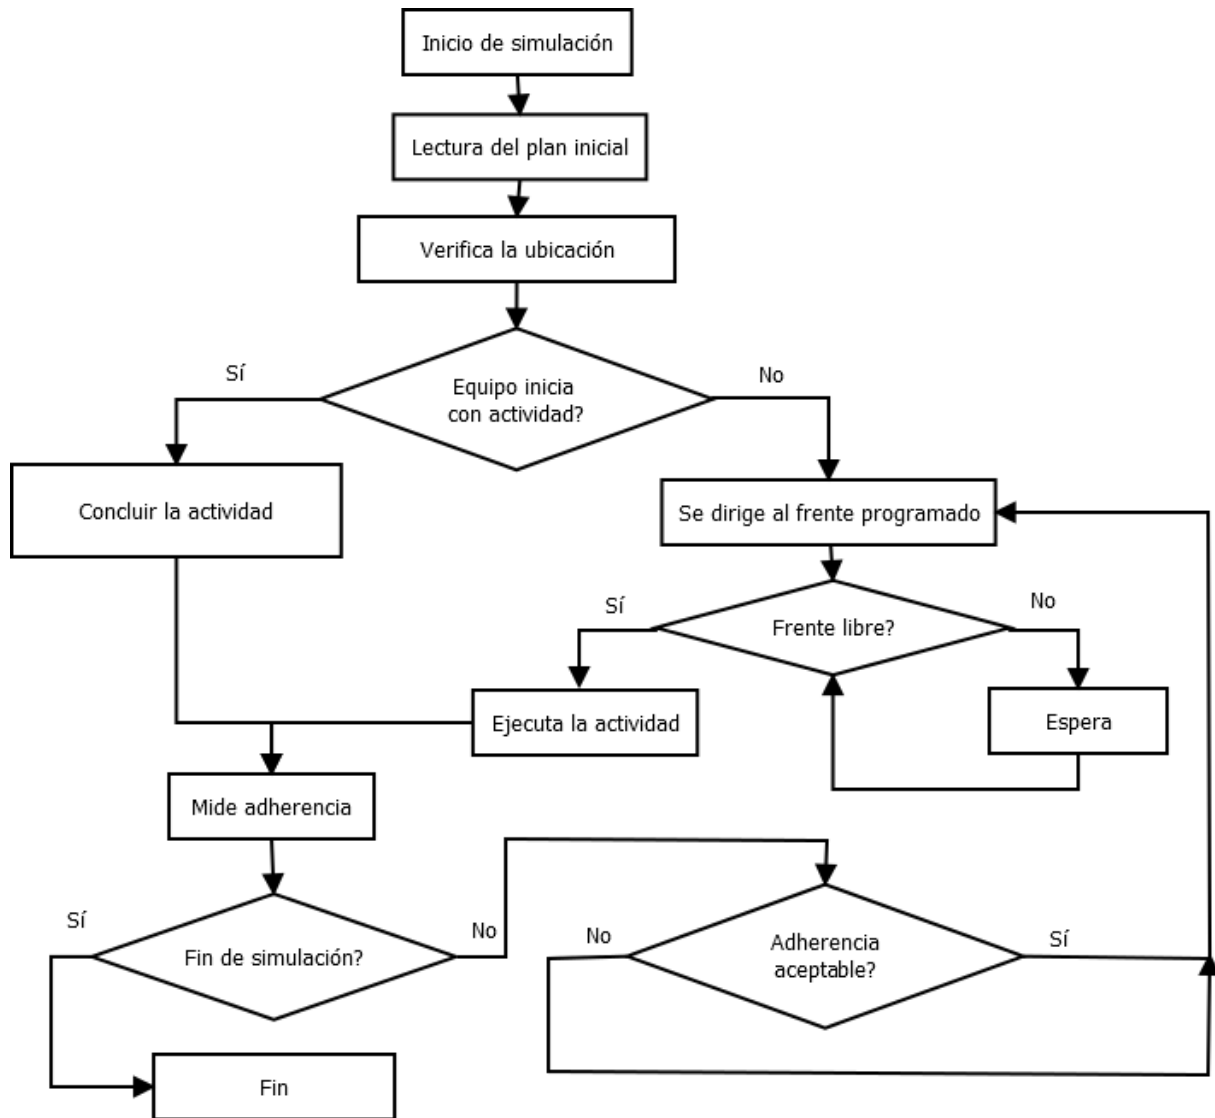 Inicio de simulación
Lectura del plan inicial
Verifica la ubicación
Equipo inicia
con actividad?
Sí
No
Concluir la actividad
Se dirige al frente programado
Frente libre?
Sí
No
Ejecuta la actividad
Espera
Mide adherencia
Fin de simulación?
Sí
No
Adherencia
aceptable?
No
Sí
Fin